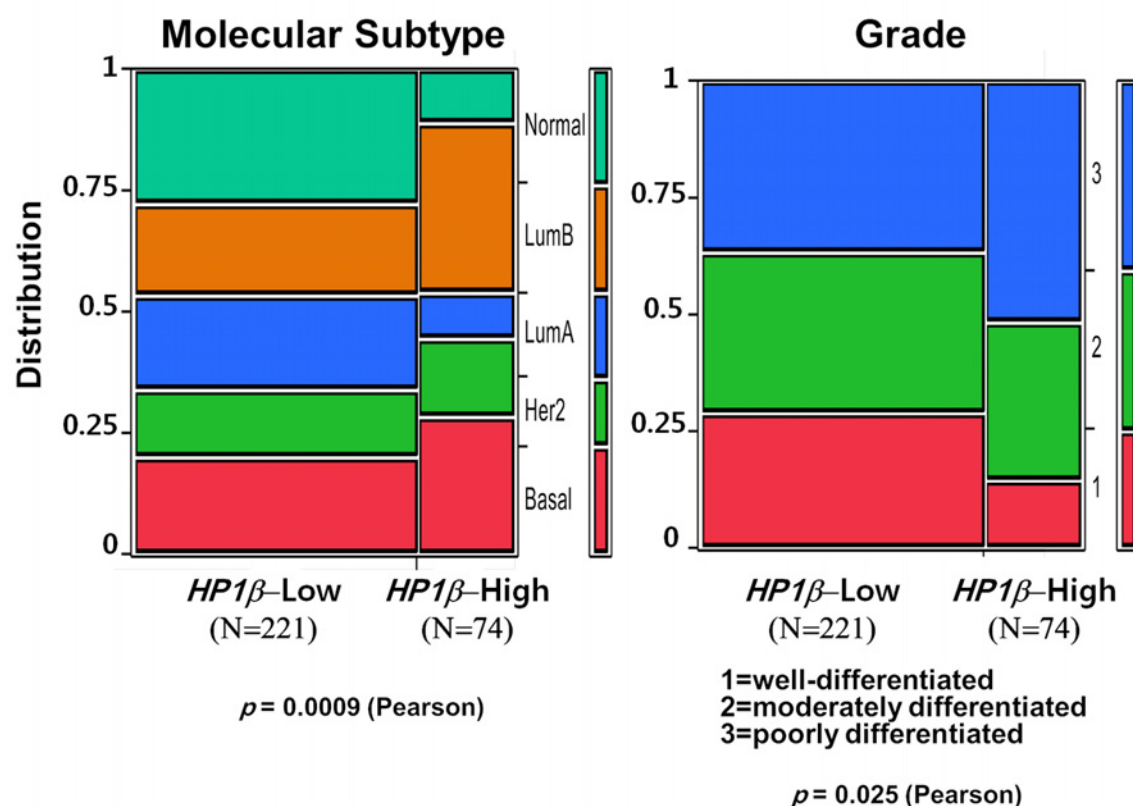 Molecular Subtype
Distribution
1
0.75
0.5
0.25
0
Normal
LumB
LumA
Her2
Basal
HP1β–Low
(N=221)
HP1β–High
(N=74)
p = 0.0009 (Pearson)
Grade
1
0.75
0.5
0.25
0
3
2
1
HP1β–Low
(N=221)
HP1β–High
(N=74)
1=well-differentiated
2=moderately differentiated
3=poorly differentiated
p = 0.025 (Pearson)